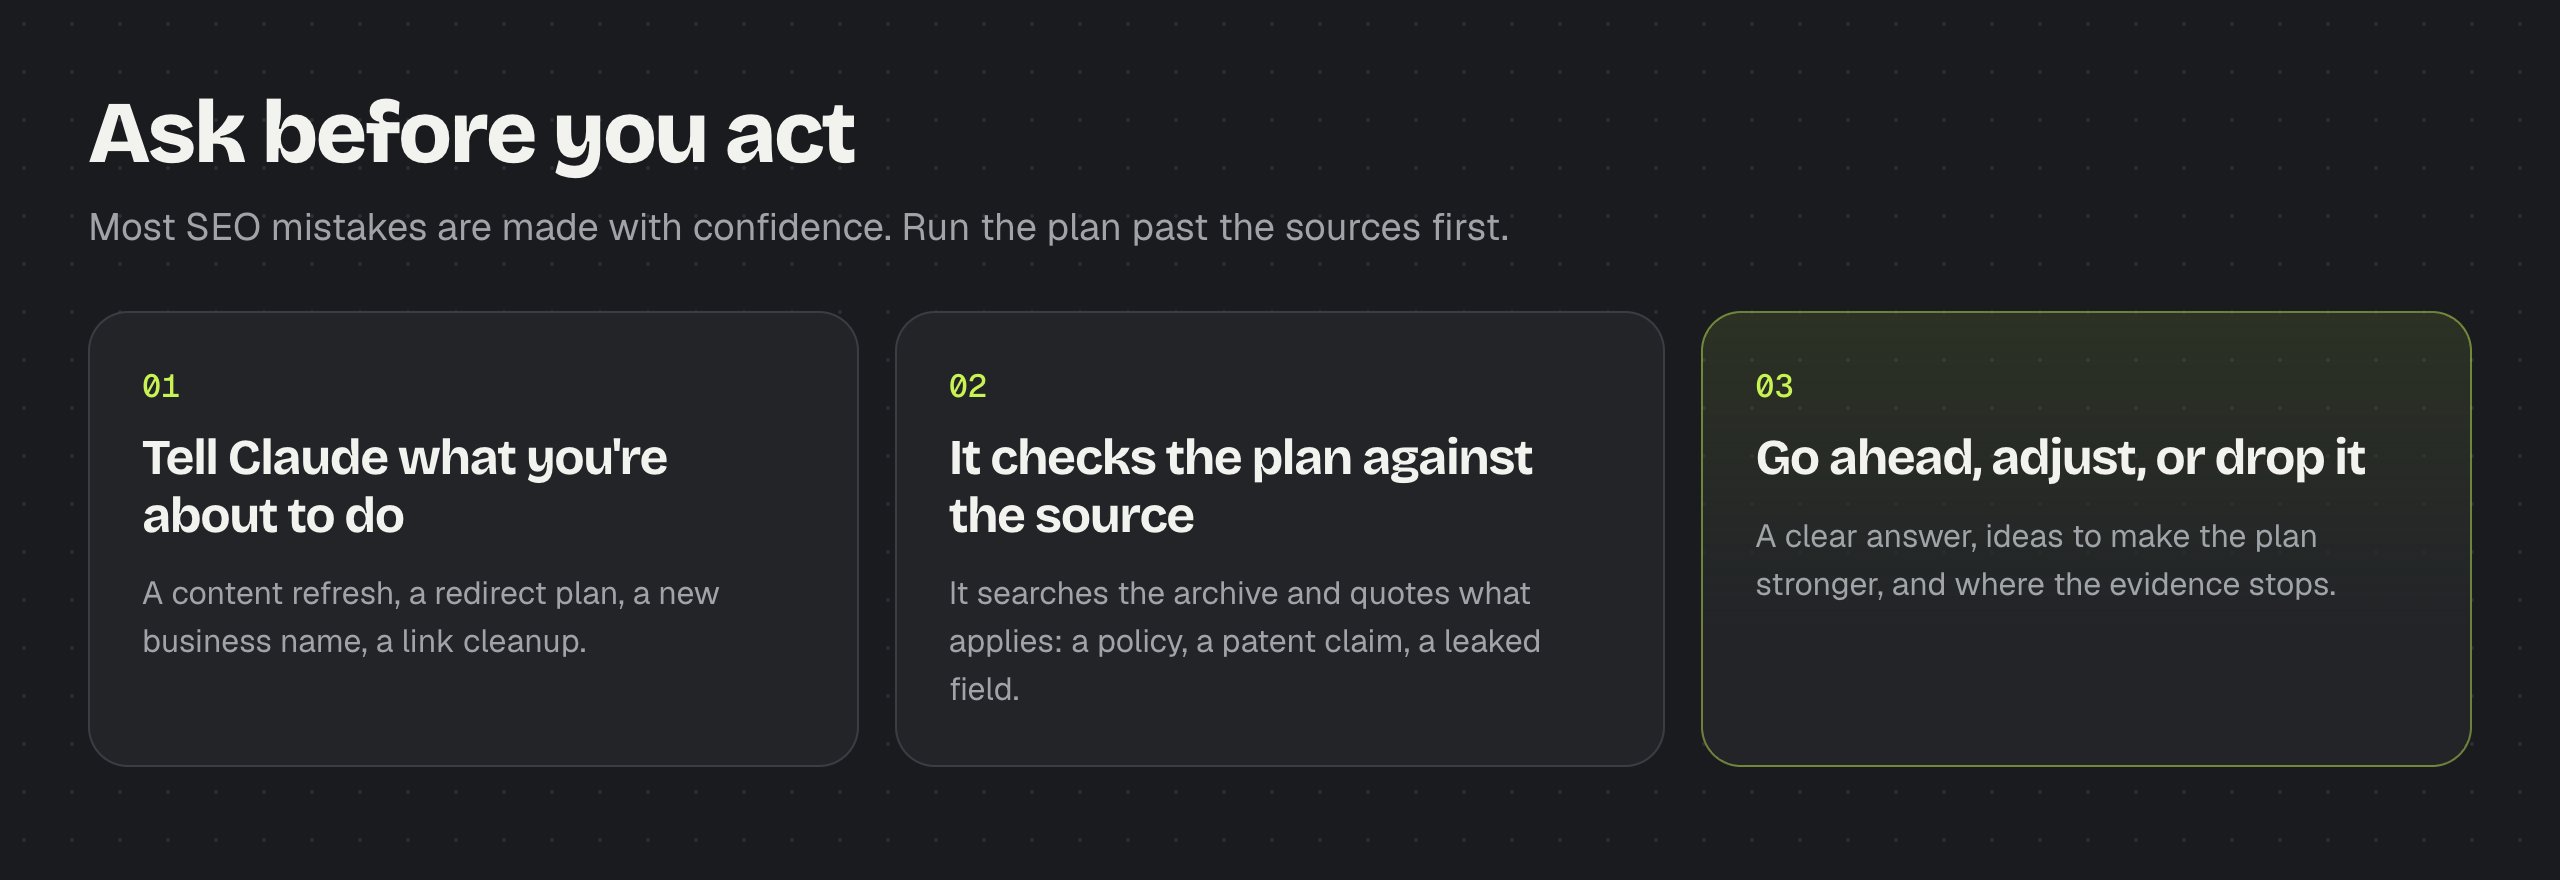 Ask before you act
Most SEO mistakes are made with confidence. Run the plan past the sources first.
01
Tell Claude what you're
about to do
A content refresh, a redirect plan, a new
business name, a link cleanup.
02
It checks the plan against
the source
It searches the archive and quotes what
applies: a policy, a patent claim, a leaked
field.
03
Go ahead, adjust, or drop it
A clear answer, ideas to make the plan
stronger, and where the evidence stops.